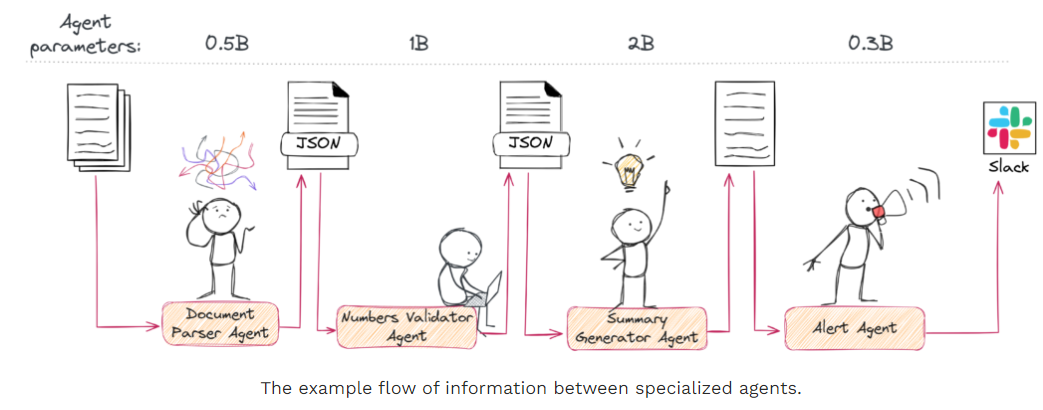 Agent
parameters:
0.5B
1B
2B
0.3B
JSON
JSON
Slack
Document
Parser Agent
Numbers Validator
Agent
Summary
Generator Agent
Alert Agent
The example flow of information between specialized agents.